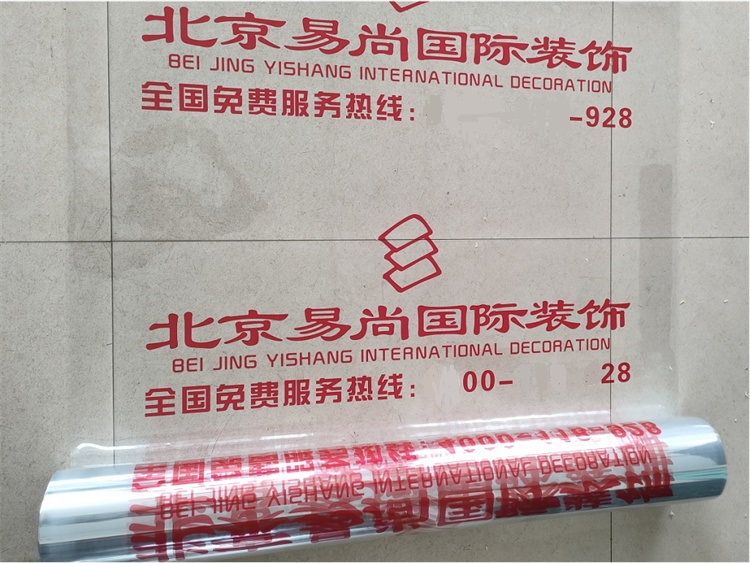 北京易尚国际装饰
BEI JING YISHANG INTERNATIONAL DECORATION
全国免费服务热线： -928
北京易尚国际装饰
BEI JING YISHANG INTERNATIONAL DECORATION
全国免费服务热线： 00- 28